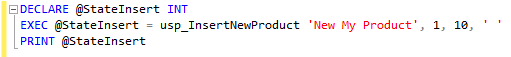 DECLARE @StateInsert INT
EXEC @StateInsert = usp_InsertNewProduct 'New My Product', 1, 10, ' '
PRINT @StateInsert